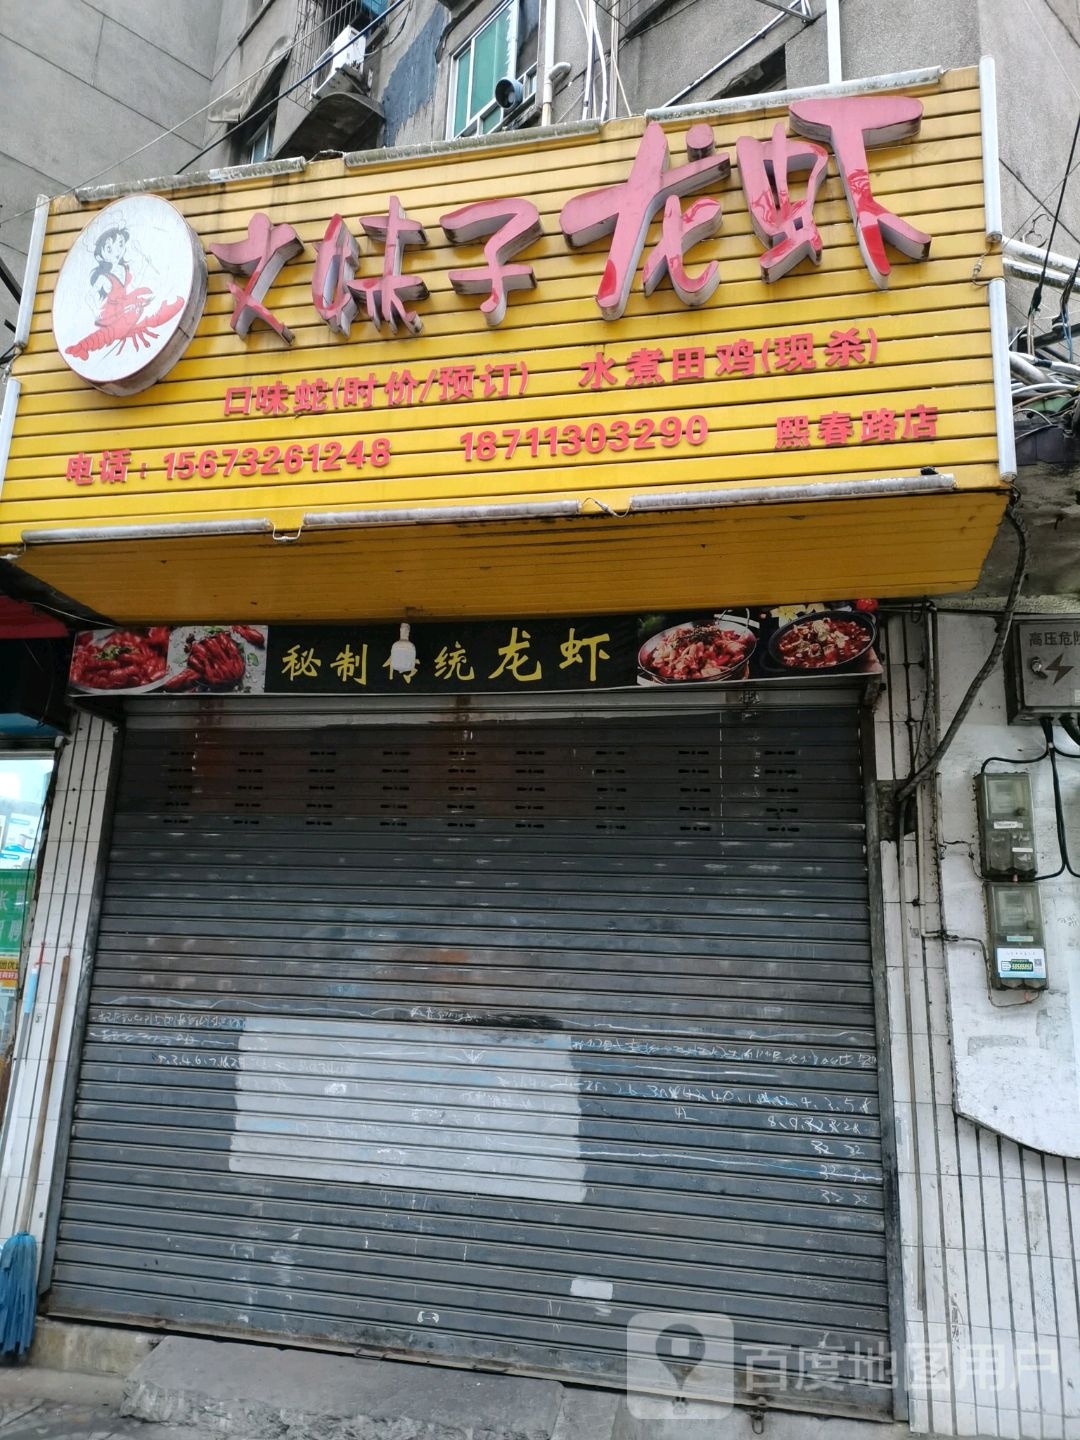 大妹子龙虾
口味蛇(时价/预订) 水煮田鸡(现杀)
电话：15673261248 18711303290 熙春路店
秘制传统龙虾
高压危险
百度地图用户